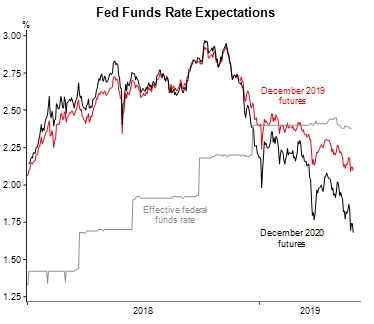 Fed Funds Rate Expectations
%
3.00
2.75
2.50
2.25
2.00
1.75
1.50
1.25
December 2019
futures
Effective federal
funds rate
December 2020
futures
2018
2019